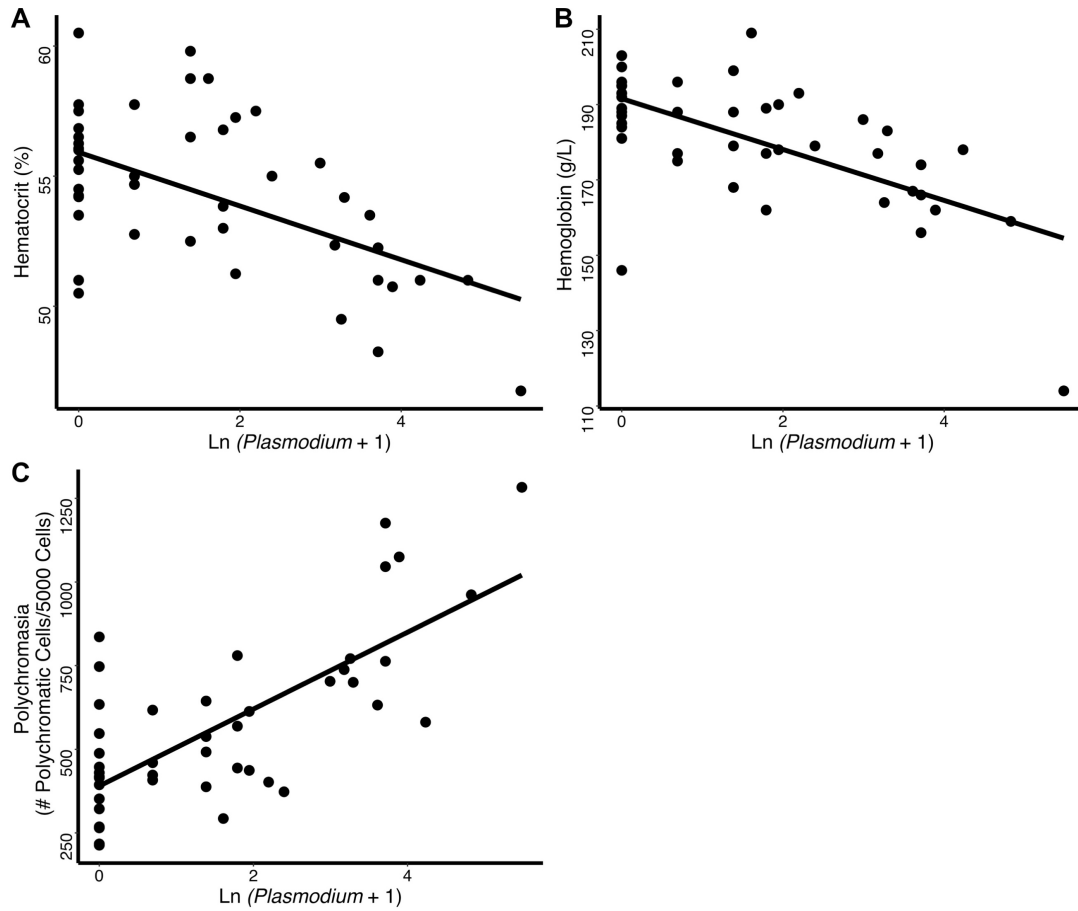 A
Hematocrit (%)
60
55
50
0
2
4
Ln (Plasmodium + 1)
B
Hemoglobin (g/L)
210
190
170
150
130
110
0
2
4
Ln (Plasmodium + 1)
C
Polychromasia
(# Polychromatic Cells/5000 Cells)
1250
1000
750
500
250
0
2
4
Ln (Plasmodium + 1)